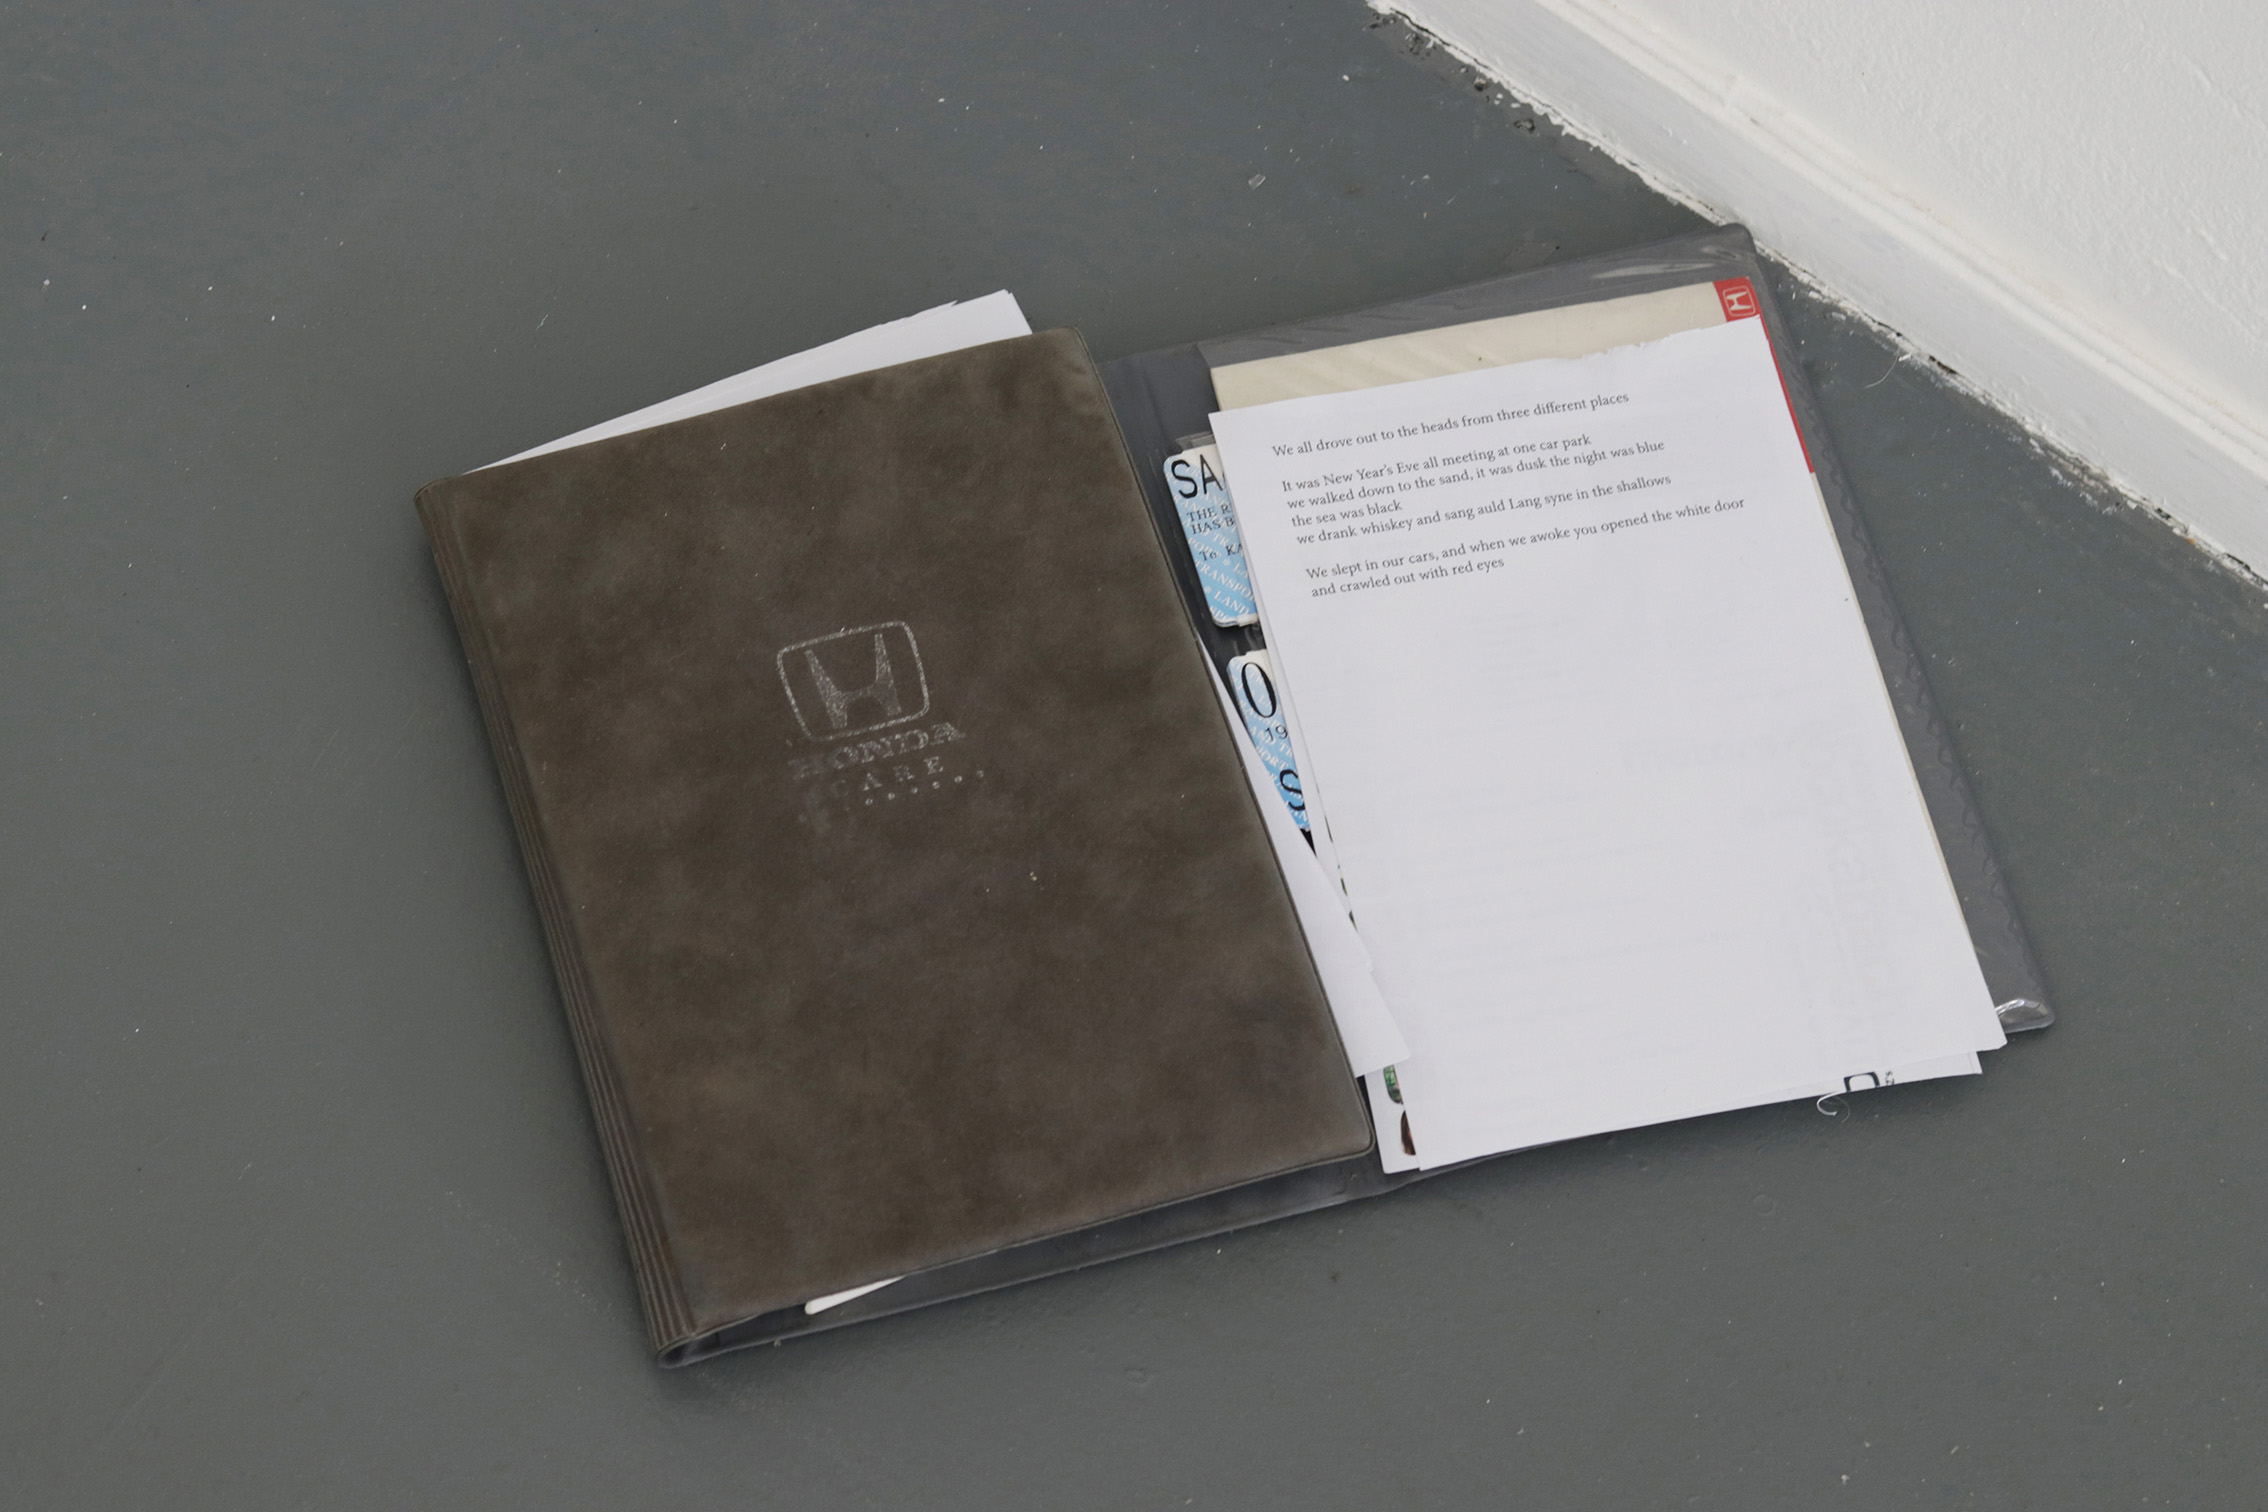 HONDA
CARE
SA
THE R
HAS B
To KA
TRANSPO
LAND
O
19
S
We all drove out to the heads from three different places
It was New Year's Eve all meeting at one car park
we walked down to the sand, it was dusk the night was blue
the sea was black
we drank whiskey and sang auld Lang syne in the shallows
We slept in our cars, and when we awoke you opened the white door
and crawled out with red eyes